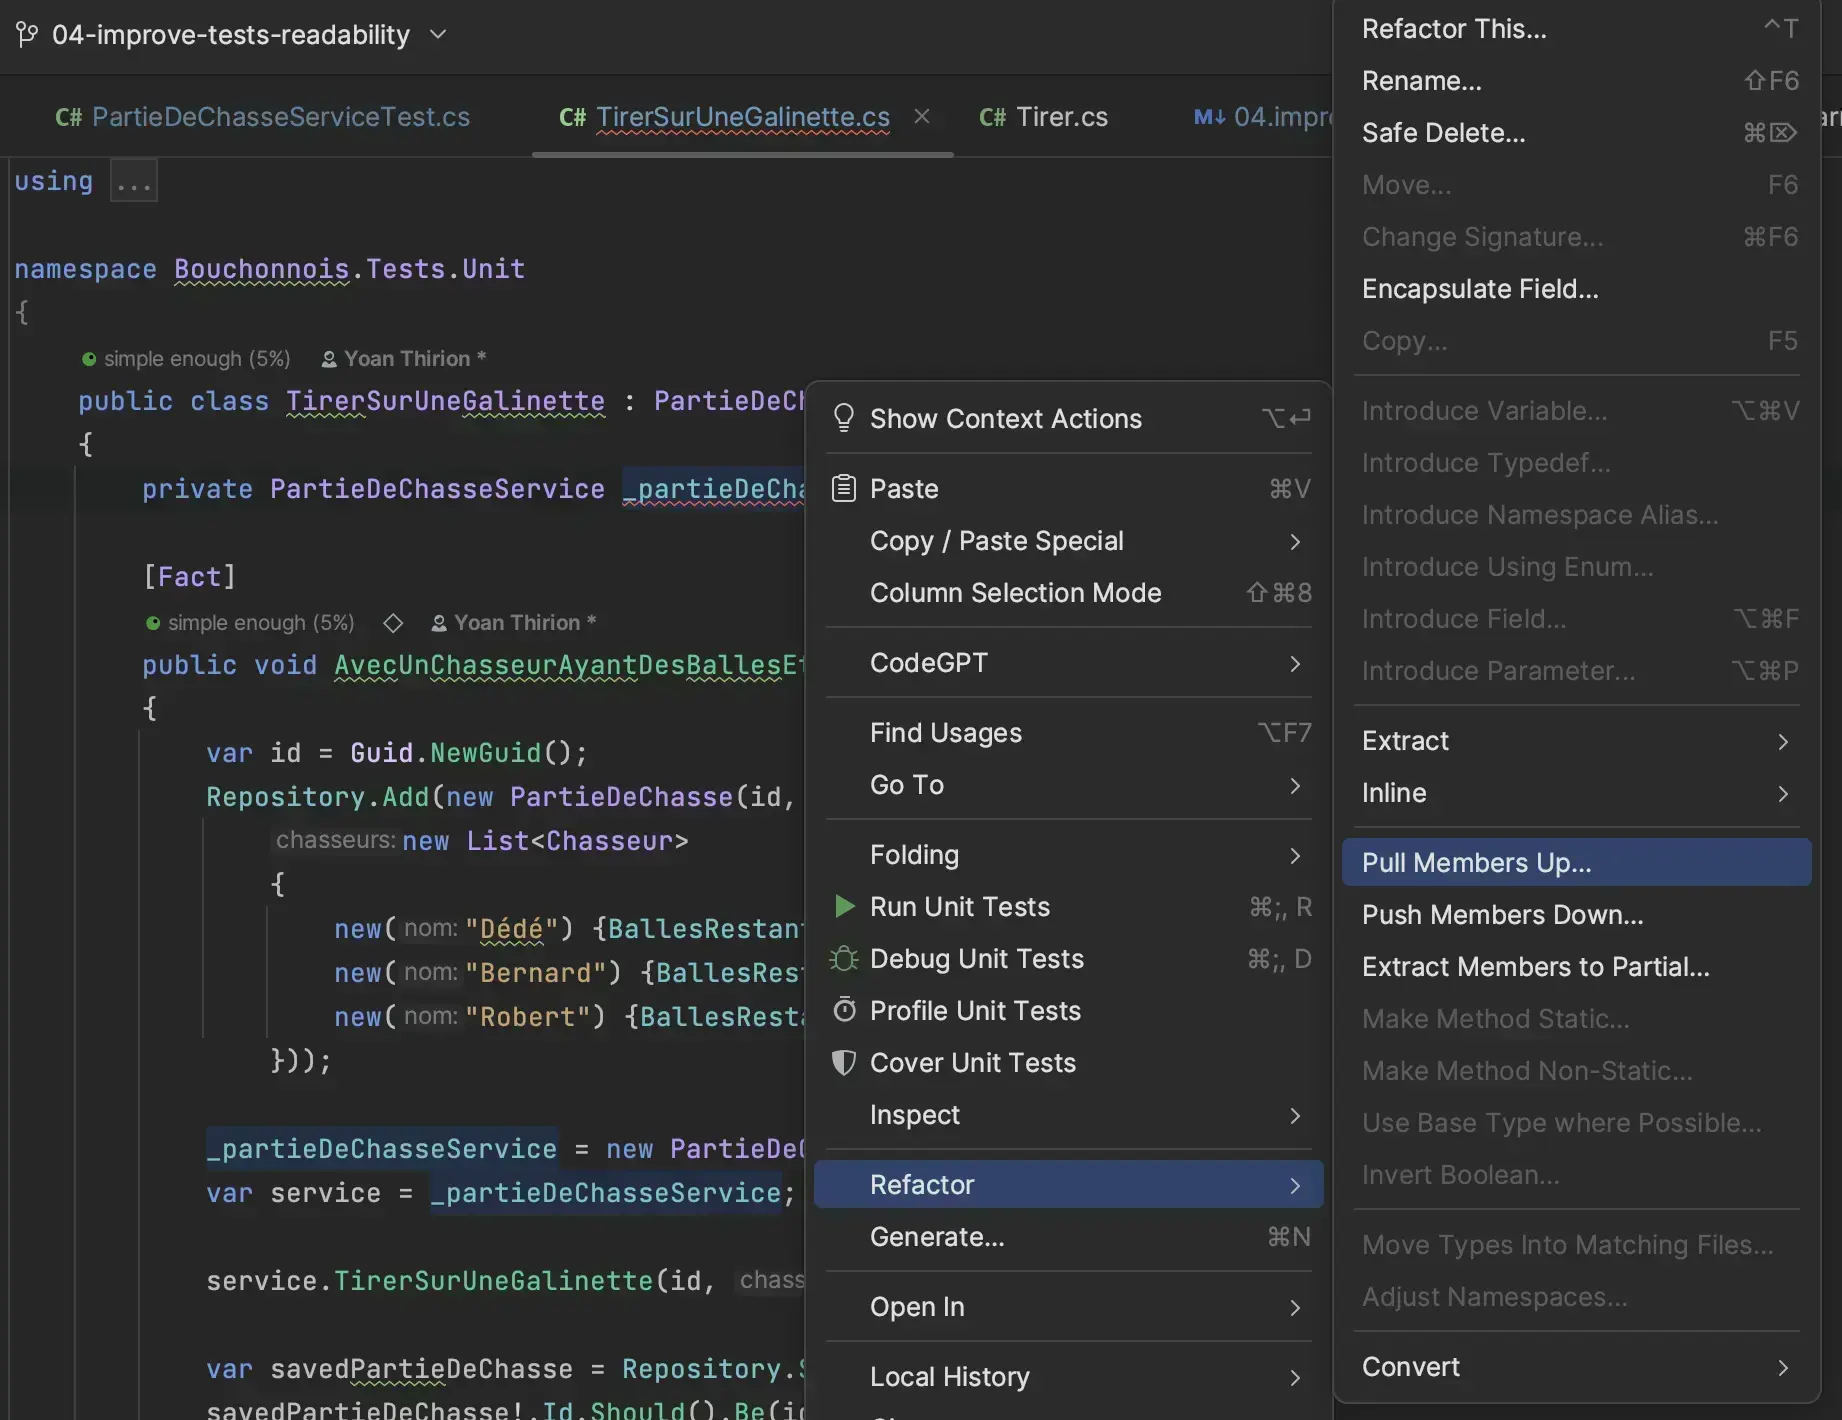 04-improve-tests-readability
C# PartieDeChasseServiceTest.cs
C# TirerSurUneGalinette.cs
C# Tirer.cs
M↓ 04.impr
using ...
namespace Bouchonnois.Tests.Unit
{
simple enough (5%) Yoan Thirion *
public class TirerSurUneGalinette : PartieDeCh
{
private PartieDeChasseService _partieDeCha
[Fact]
simple enough (5%) Yoan Thirion *
public void AvecUnChasseurAyantDesBallesEt
{
var id = Guid.NewGuid();
Repository.Add(new PartieDeChasse(id,
chasseurs: new List<Chasseur>
{
new( nom: "Dédé") {BallesRestan
new( nom: "Bernard") {BallesRes
new( nom: "Robert") {BallesRest
}));
_partieDeChasseService = new PartieDe
var service = _partieDeChasseService;
service.TirerSurUneGalinette(id, chass
var savedPartieDeChasse = Repository.
savedPartieDeChasse!.Id.Should().Be(i
Show Context Actions ⌥↩
Paste ⌘V
Copy / Paste Special
Column Selection Mode ⇧⌘8
CodeGPT
Find Usages ⌥F7
Go To
Folding
Run Unit Tests ⌘;, R
Debug Unit Tests ⌘;, D
Profile Unit Tests
Cover Unit Tests
Inspect
Refactor
Generate... ⌘N
Open In
Local History
Refactor This... ^T
Rename... ⇧F6
Safe Delete... ⌘⌦
Move... F6
Change Signature... ⌘F6
Encapsulate Field...
Copy... F5
Introduce Variable... ⌥⌘V
Introduce Typedef...
Introduce Namespace Alias...
Introduce Using Enum...
Introduce Field... ⌥⌘F
Introduce Parameter... ⌥⌘P
Extract
Inline
Pull Members Up...
Push Members Down...
Extract Members to Partial...
Make Method Static...
Make Method Non-Static...
Use Base Type where Possible...
Invert Boolean...
Move Types Into Matching Files...
Adjust Namespaces...
Convert